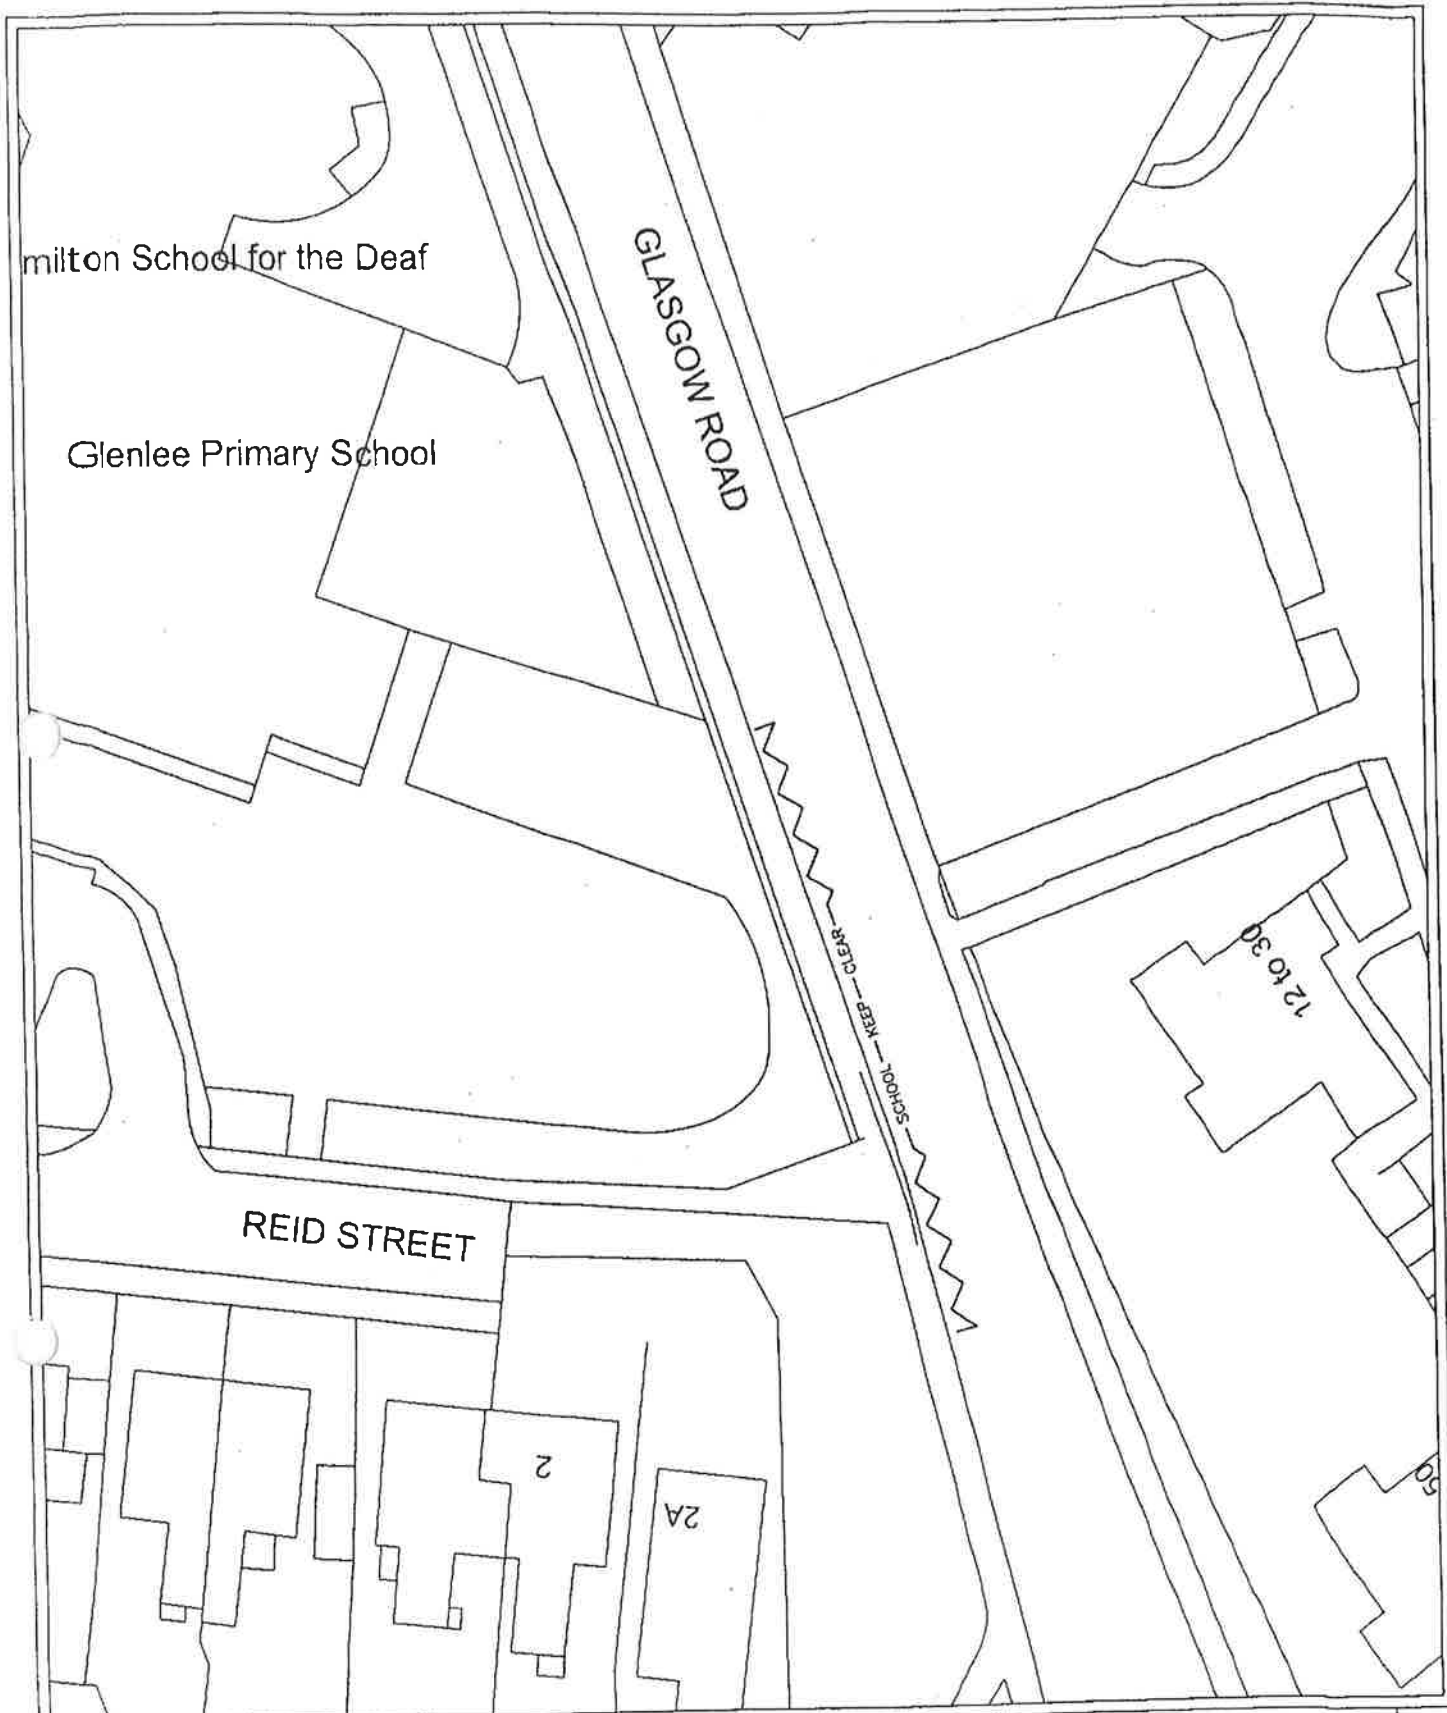 milton School for the Deaf
GLASGOW ROAD
Glenlee Primary School
12 to 30
SCHOOL — KEEP — CLEAR
REID STREET
2
2A
50